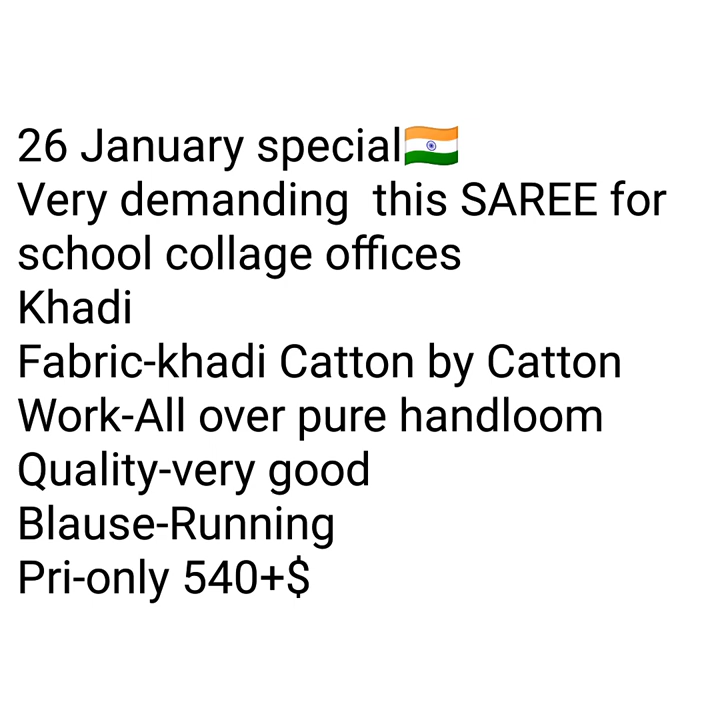 26 January special🇮🇳
Very demanding  this SAREE for
school collage offices
Khadi
Fabric-khadi Catton by Catton
Work-All over pure handloom
Quality-very good
Blause-Running
Pri-only 540+$